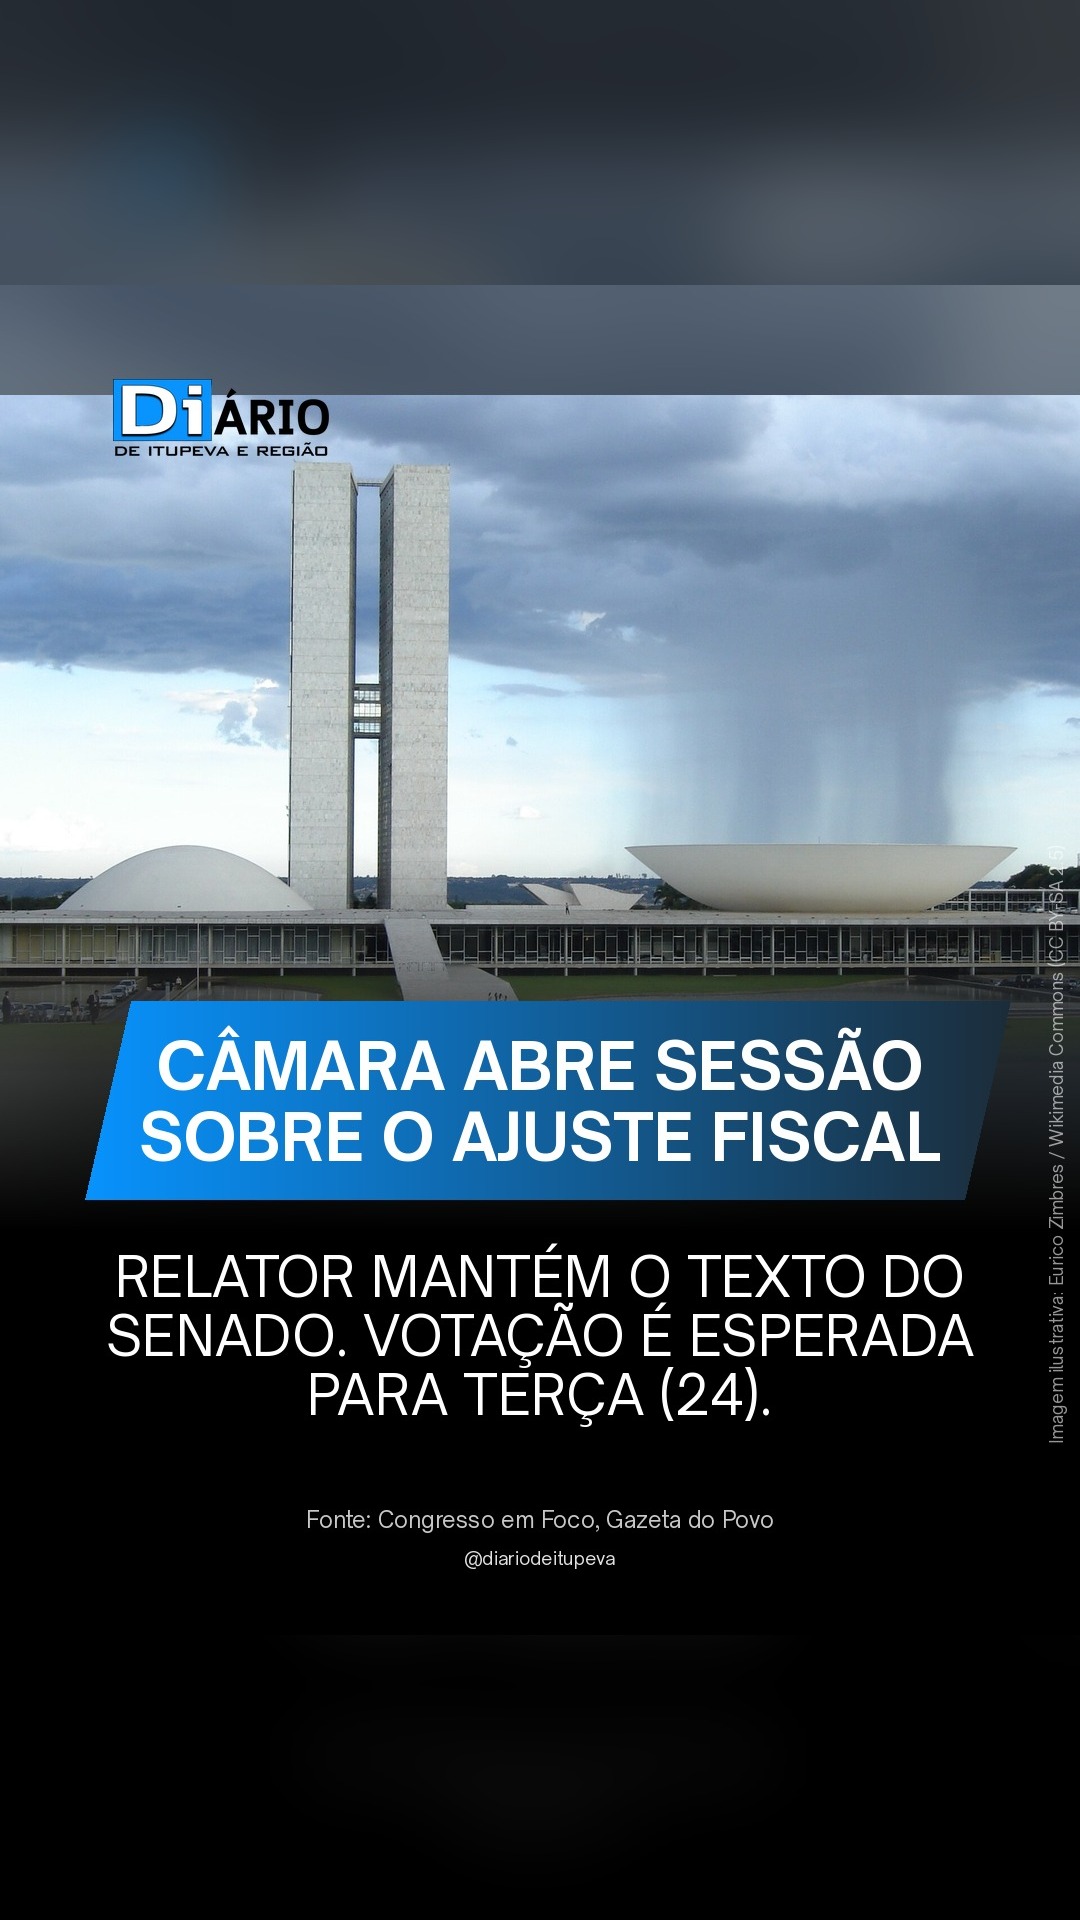 DiÁRIO
DE ITUPEVA E REGIÃO
CÂMARA ABRE SESSÃO
SOBRE O AJUSTE FISCAL
RELATOR MANTÉM O TEXTO DO
SENADO. VOTAÇÃO É ESPERADA
PARA TERÇA (24).
Fonte: Congresso em Foco, Gazeta do Povo
@diariodeitupeva
Imagem ilustrativa: Eurico Zimbres / Wikimedia Commons (CC BY-SA 2.5)